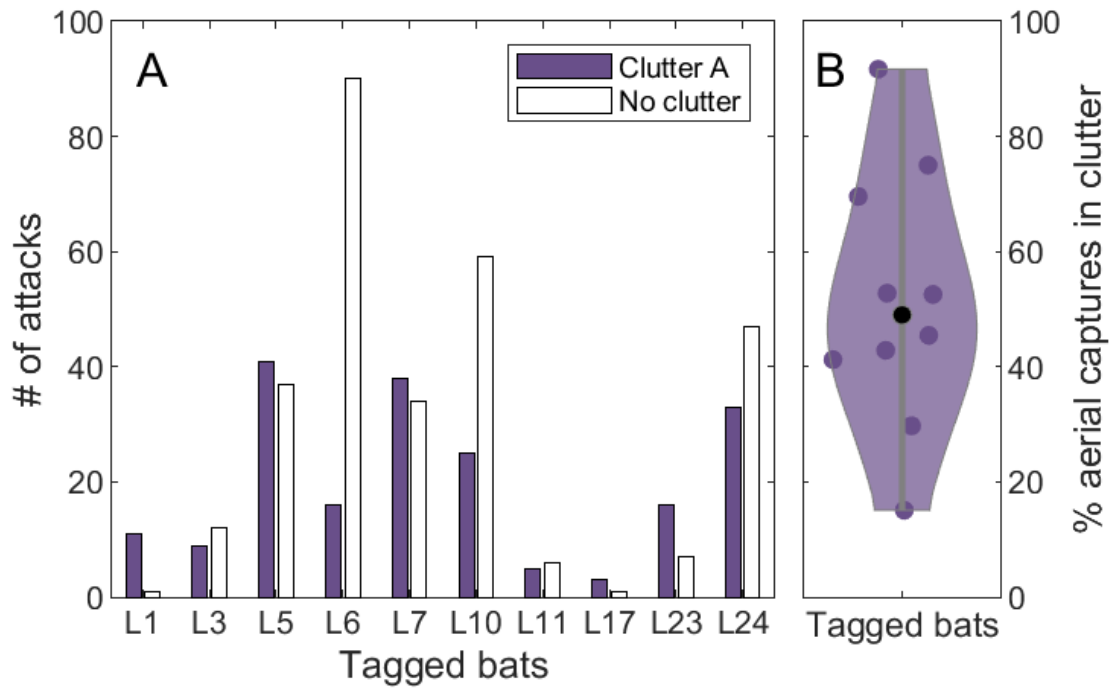 A
Clutter A
No clutter
100
80
60
40
20
0
# of attacks
L1 L3 L5 L6 L7 L10 L11 L17 L23 L24
Tagged bats
B
100
80
60
40
20
0
% aerial captures in clutter
Tagged bats